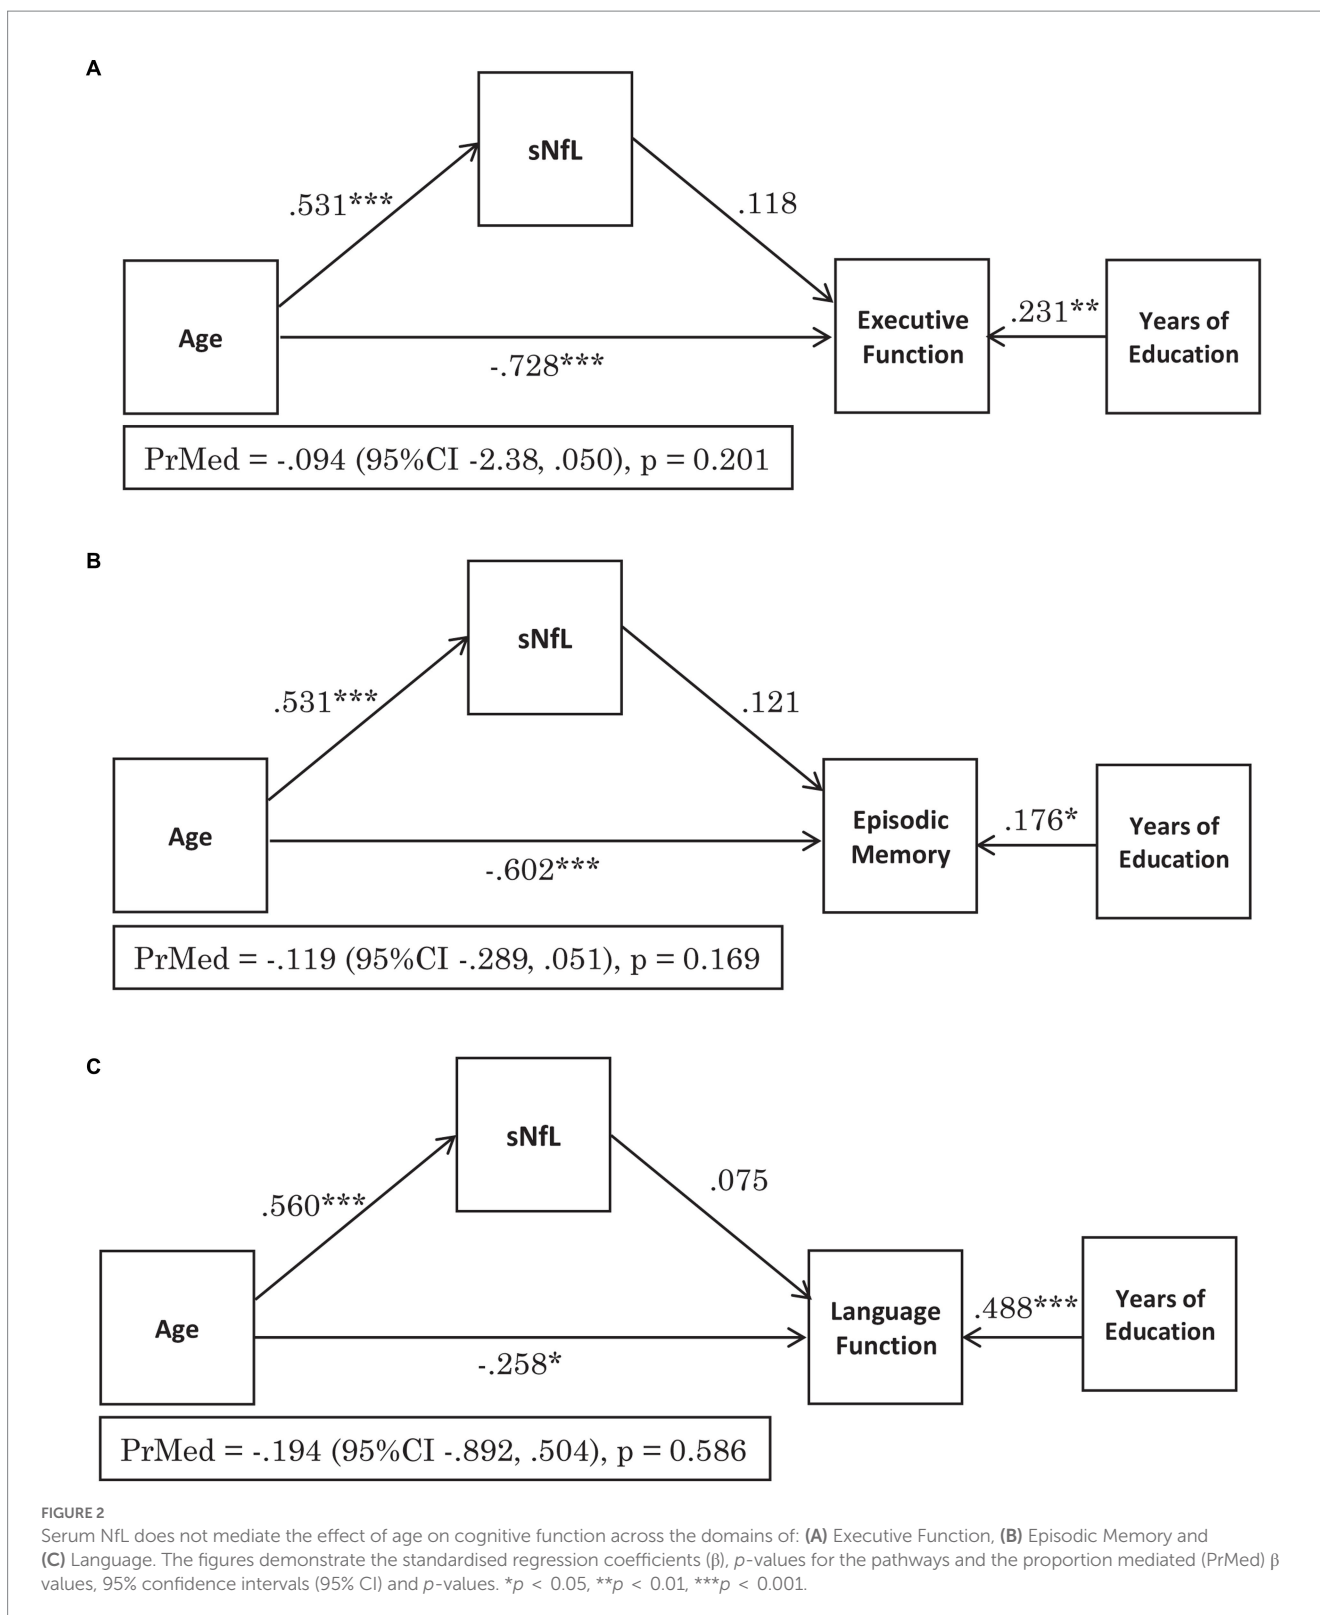 A
sNfL
.531***
.118
Age
Executive
Function
.231**
Years of
Education
-.728***
PrMed = -.094 (95%CI -2.38, .050), p = 0.201
B
sNfL
.531***
.121
Age
Episodic
Memory
.176*
Years of
Education
-.602***
PrMed = -.119 (95%CI -.289, .051), p = 0.169
C
sNfL
.560***
.075
Age
Language
Function
.488***
Years of
Education
-.258*
PrMed = -.194 (95%CI -.892, .504), p = 0.586
FIGURE 2
Serum NfL does not mediate the effect of age on cognitive function across the domains of: (A) Executive Function, (B) Episodic Memory and
(C) Language. The figures demonstrate the standardised regression coefficients (β), p-values for the pathways and the proportion mediated (PrMed) β
values, 95% confidence intervals (95% CI) and p-values. *p < 0.05, **p < 0.01, ***p < 0.001.